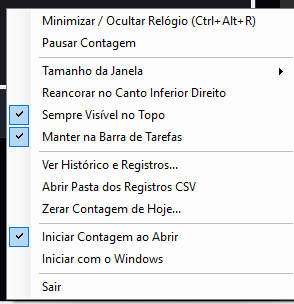 Minimizar / Ocultar Relógio (Ctrl+Alt+R)
Pausar Contagem
Tamanho da Janela
Reancorar no Canto Inferior Direito
Sempre Visível no Topo
Manter na Barra de Tarefas
Ver Histórico e Registros...
Abrir Pasta dos Registros CSV
Zerar Contagem de Hoje...
Iniciar Contagem ao Abrir
Iniciar com o Windows
Sair